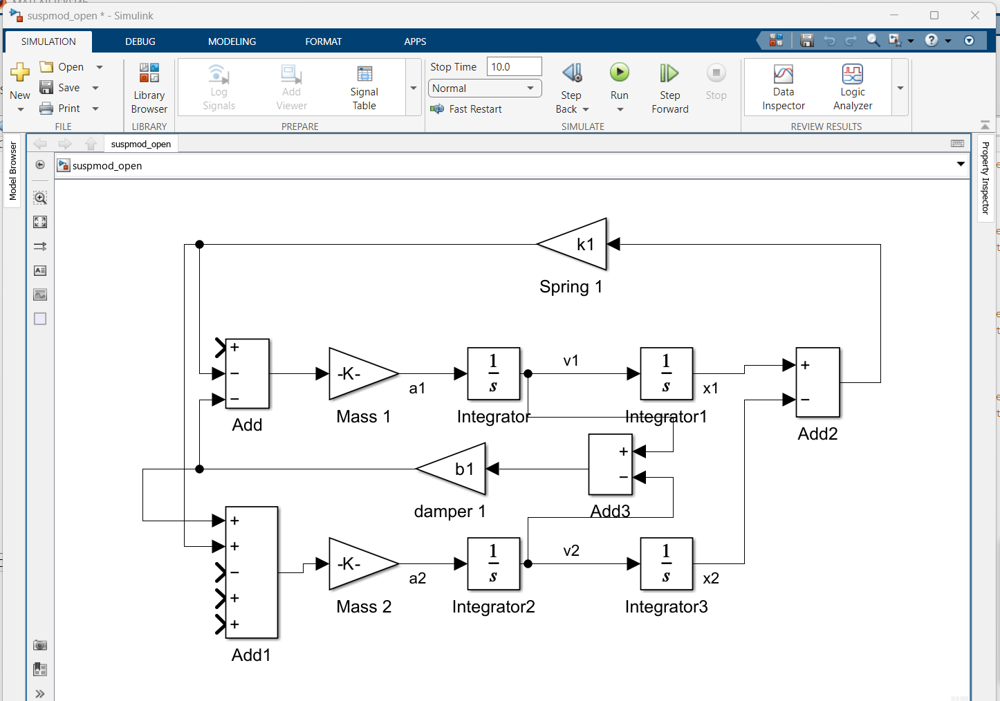 suspmod_open * - Simulink
SIMULATION DEBUG MODELING FORMAT APPS
New
Open
Save
Print
FILE
Library
Browser
LIBRARY
Log
Signals
Add
Viewer
Signal
Table
PREPARE
Stop Time 10.0
Normal
Fast Restart
Step
Back
Run
Step
Forward
Stop
SIMULATE
Data
Inspector
Logic
Analyzer
REVIEW RESULTS
Model Browser
suspmod_open
suspmod_open
Property Inspector
k1
Spring 1
+
−
−
Add
-K-
Mass 1
a1
1
s
Integrator
v1
1
s
Integrator1
x1
+
−
Add2
b1
damper 1
+
−
Add3
+
+
−
+
+
Add1
-K-
Mass 2
a2
1
s
Integrator2
v2
1
s
Integrator3
x2